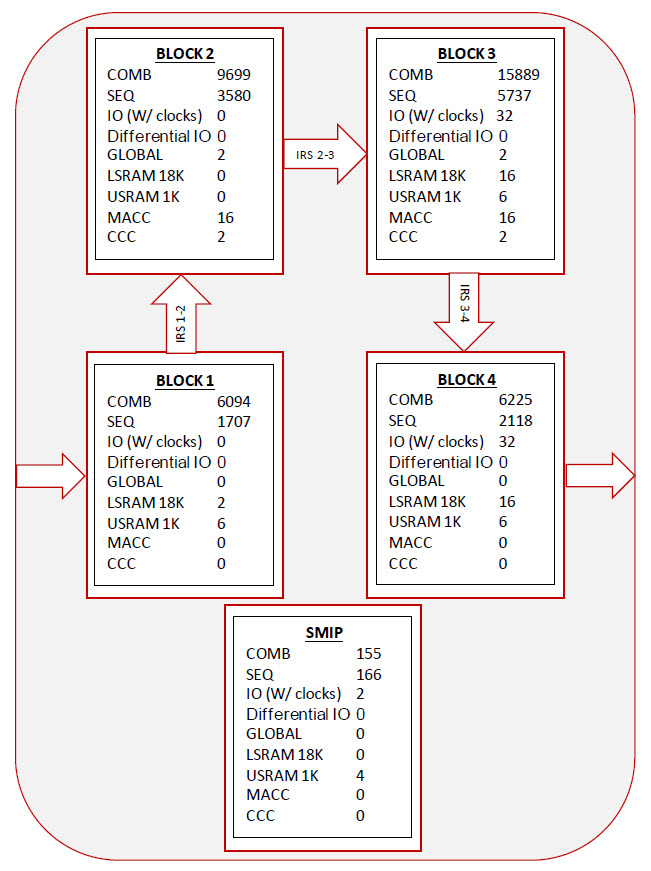 BLOCK 2
COMB 9699
SEQ 3580
IO (W/ clocks) 0
Differential IO 0
GLOBAL 2
LSRAM 18K 0
USRAM 1K 0
MACC 16
CCC 2
IRS 2-3
BLOCK 3
COMB 15889
SEQ 5737
IO (W/ clocks) 32
Differential IO 0
GLOBAL 2
LSRAM 18K 16
USRAM 1K 6
MACC 16
CCC 2
IRS 1-2
IRS 3-4
BLOCK 1
COMB 6094
SEQ 1707
IO (W/ clocks) 0
Differential IO 0
GLOBAL 0
LSRAM 18K 2
USRAM 1K 6
MACC 0
CCC 0
BLOCK 4
COMB 6225
SEQ 2118
IO (W/ clocks) 32
Differential IO 0
GLOBAL 0
LSRAM 18K 16
USRAM 1K 6
MACC 0
CCC 0
SMIP
COMB 155
SEQ 166
IO (W/ clocks) 2
Differential IO 0
GLOBAL 0
LSRAM 18K 0
USRAM 1K 4
MACC 0
CCC 0